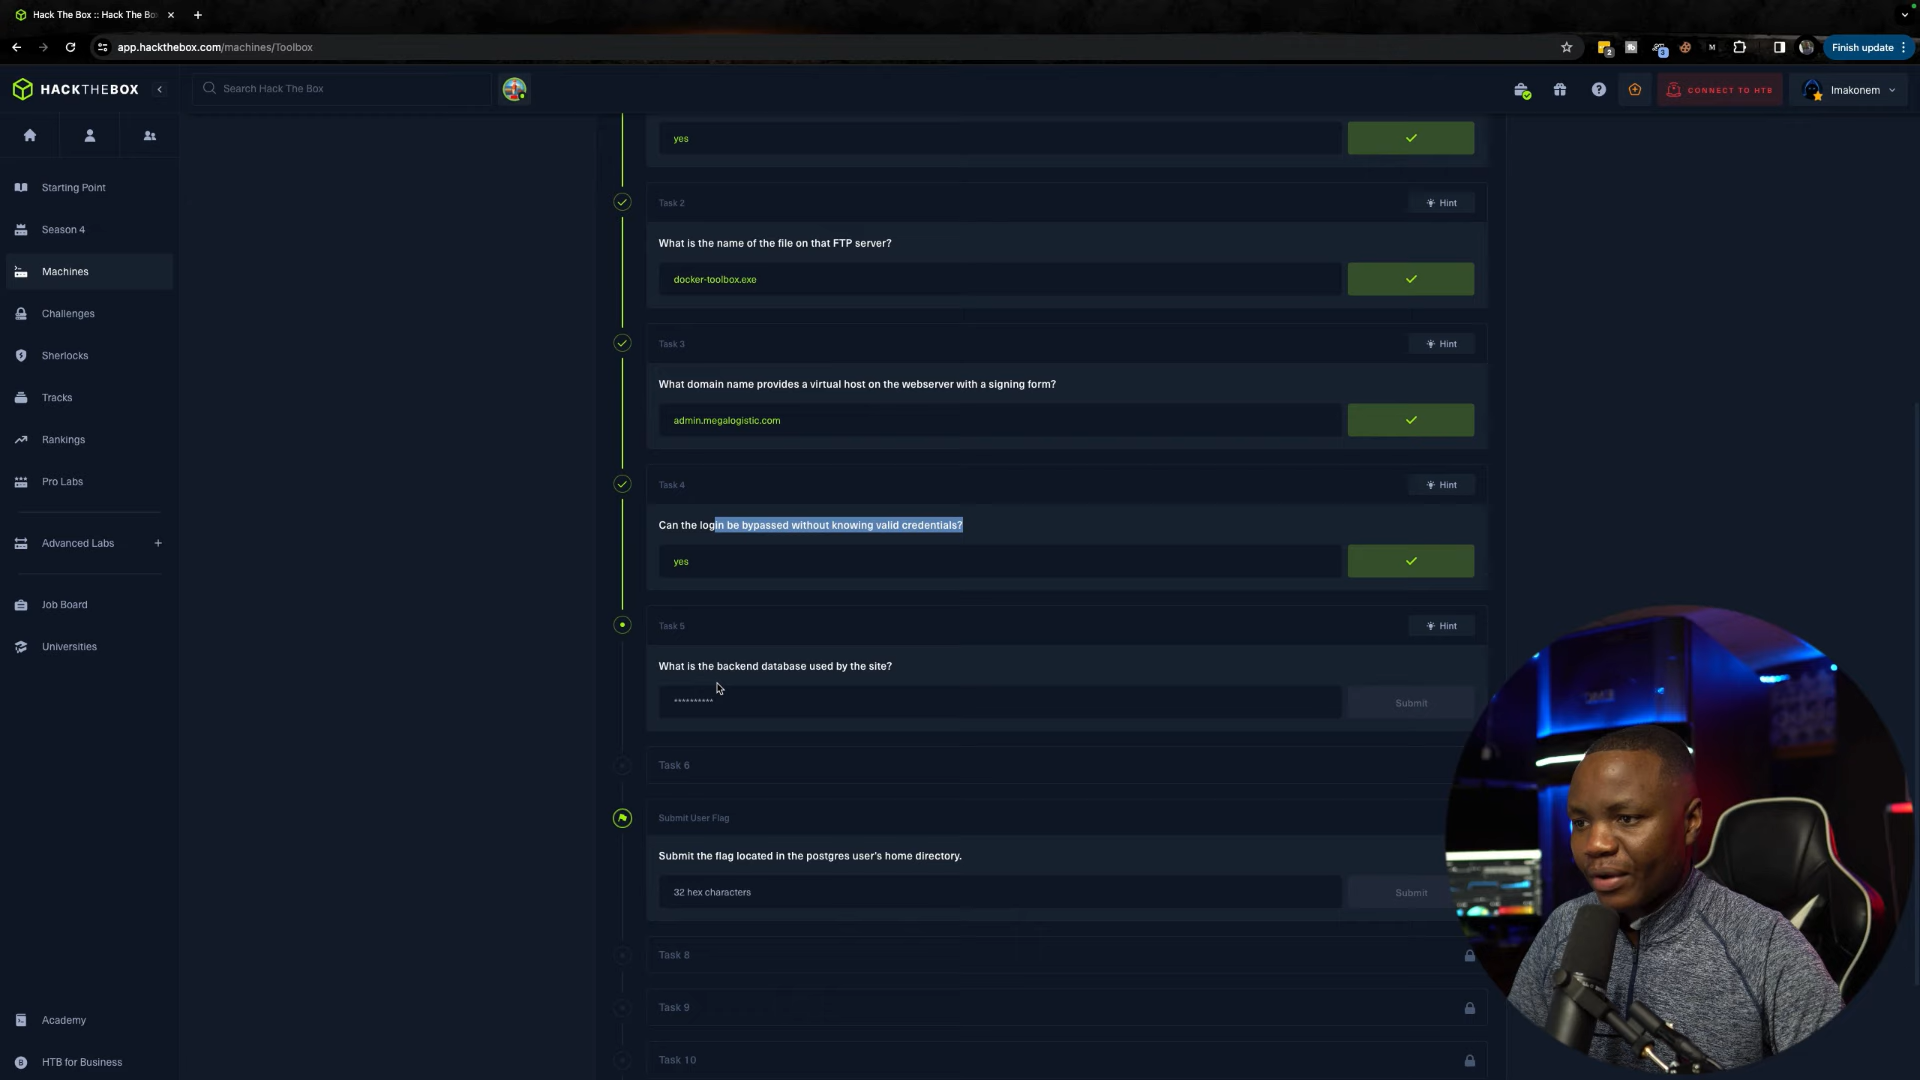 Hack The Box :: Hack The Bo
app.hackthebox.com/machines/Toolbox
2
3
M
Finish update
HACKTHEBOX
Search Hack The Box
CONNECT TO HTB
lmakonem
Starting Point
Season 4
Machines
Challenges
Sherlocks
Tracks
Rankings
Pro Labs
Advanced Labs
Job Board
Universities
Academy
HTB for Business
yes
Task 2
Hint
What is the name of the file on that FTP server?
docker-toolbox.exe
Task 3
Hint
What domain name provides a virtual host on the webserver with a signing form?
admin.megalogistic.com
Task 4
Hint
Can the login be bypassed without knowing valid credentials?
yes
Task 5
Hint
What is the backend database used by the site?
**********
Submit
Task 6
Submit User Flag
Submit the flag located in the postgres user's home directory.
32 hex characters
Submit
Task 8
Task 9
Task 10